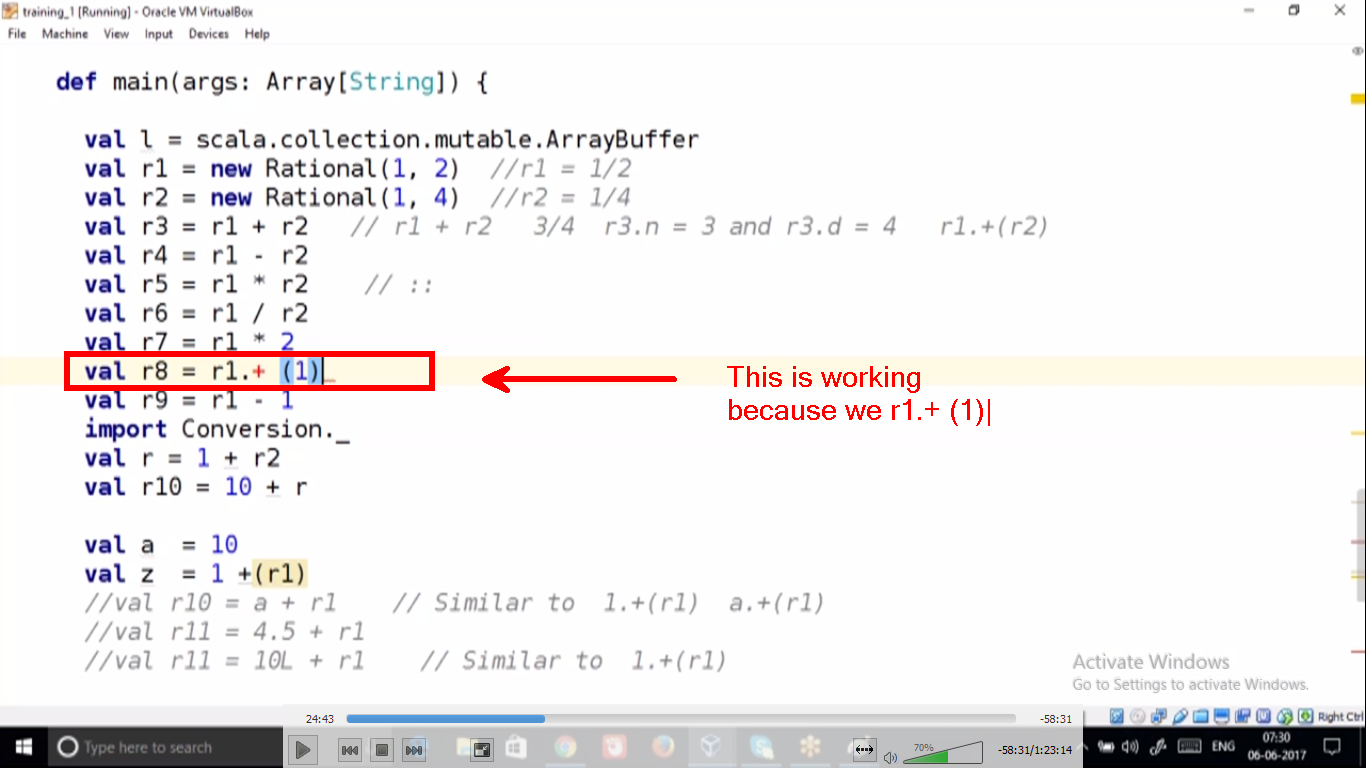 training_1 [Running] - Oracle VM VirtualBox
File Machine View Input Devices Help
def main(args: Array[String]) {
val l = scala.collection.mutable.ArrayBuffer
val r1 = new Rational(1, 2) //r1 = 1/2
val r2 = new Rational(1, 4) //r2 = 1/4
val r3 = r1 + r2 // r1 + r2 3/4 r3.n = 3 and r3.d = 4 r1.+(r2)
val r4 = r1 - r2
val r5 = r1 * r2 // ::
val r6 = r1 / r2
val r7 = r1 * 2
val r8 = r1.+ (1)
val r9 = r1 - 1
import Conversion._
val r = 1 + r2
val r10 = 10 + r
val a = 10
val z = 1 +(r1)
//val r10 = a + r1 // Similar to 1.+(r1) a.+(r1)
//val r11 = 4.5 + r1
//val r11 = 10L + r1 // Similar to 1.+(r1)
This is working
because we r1.+ (1)|
Activate Windows
Go to Settings to activate Windows.
Right Ctrl
24:43
-58:31
Type here to search
70%
-58:31/1:23:14
ENG
07:30
06-06-2017